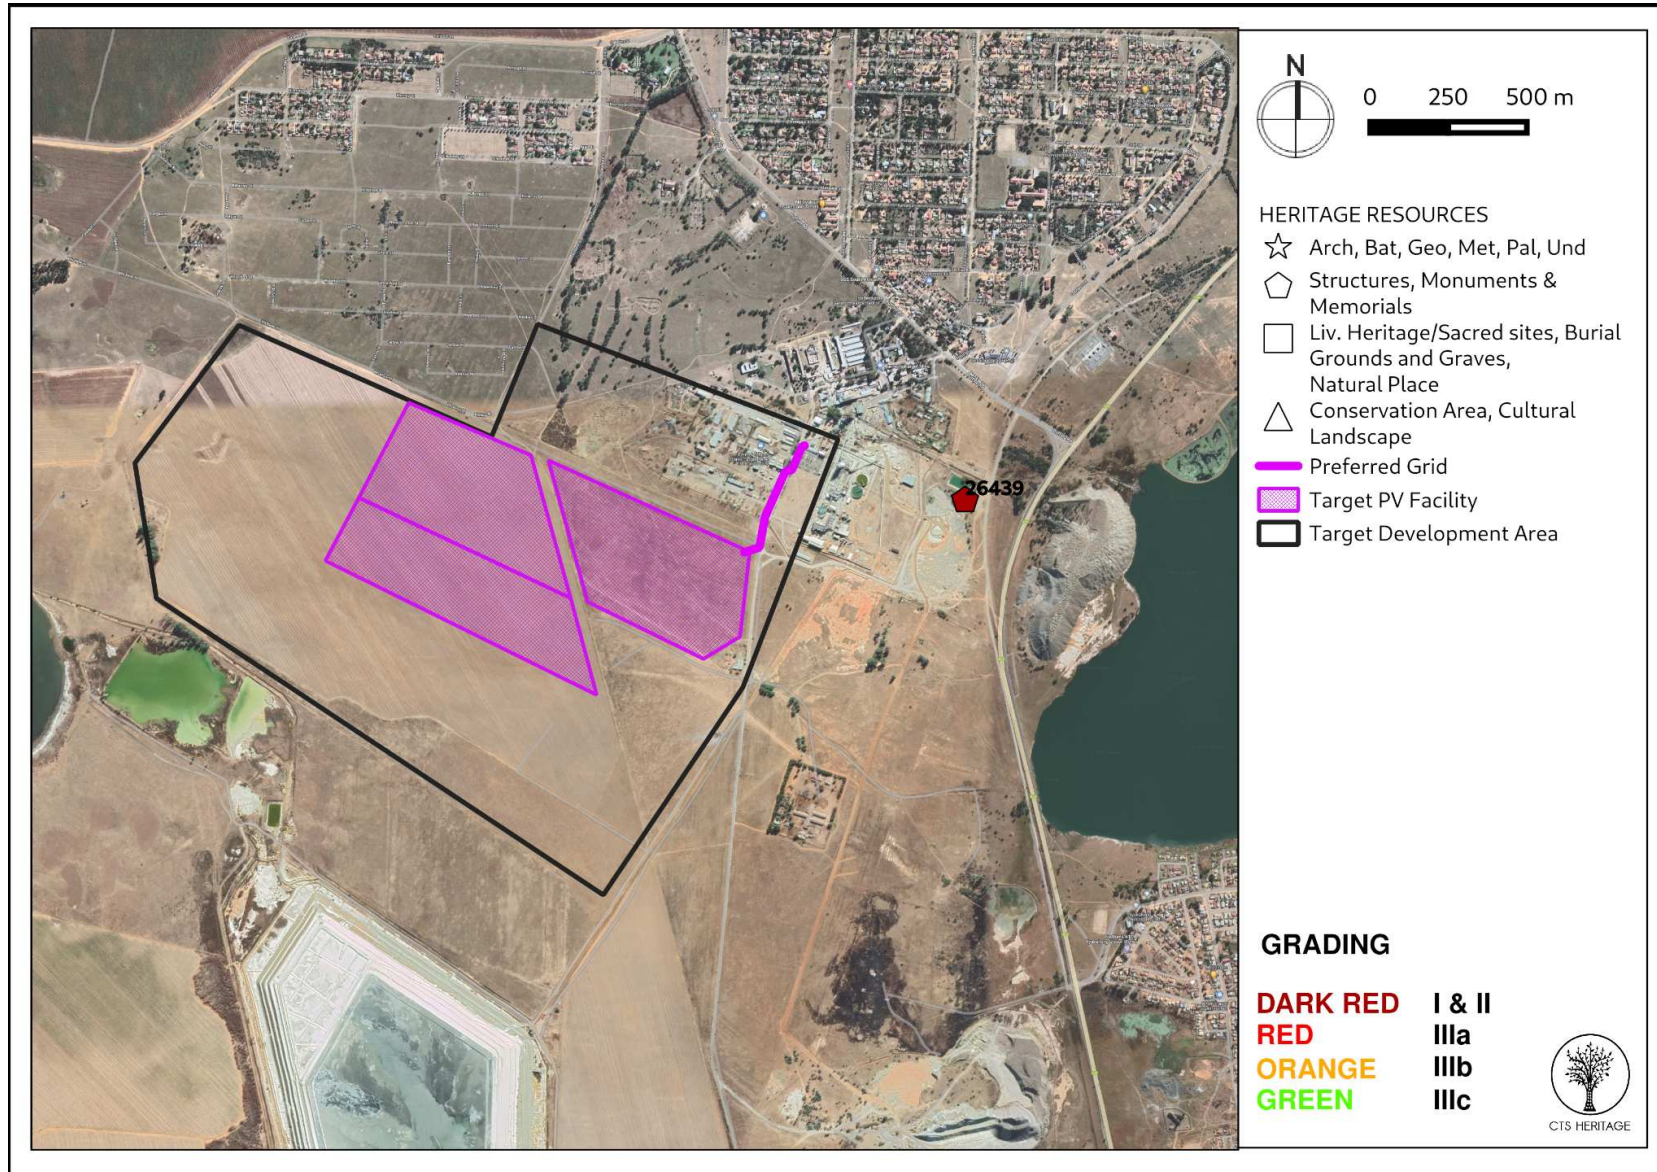 26439
N
0 250 500 m
HERITAGE RESOURCES
Arch, Bat, Geo, Met, Pal, Und
Structures, Monuments &
Memorials
Liv. Heritage/Sacred sites, Burial
Grounds and Graves,
Natural Place
Conservation Area, Cultural
Landscape
Preferred Grid
Target PV Facility
Target Development Area
GRADING
DARK RED I & II
RED IIIa
ORANGE IIIb
GREEN IIIc
CTS HERITAGE